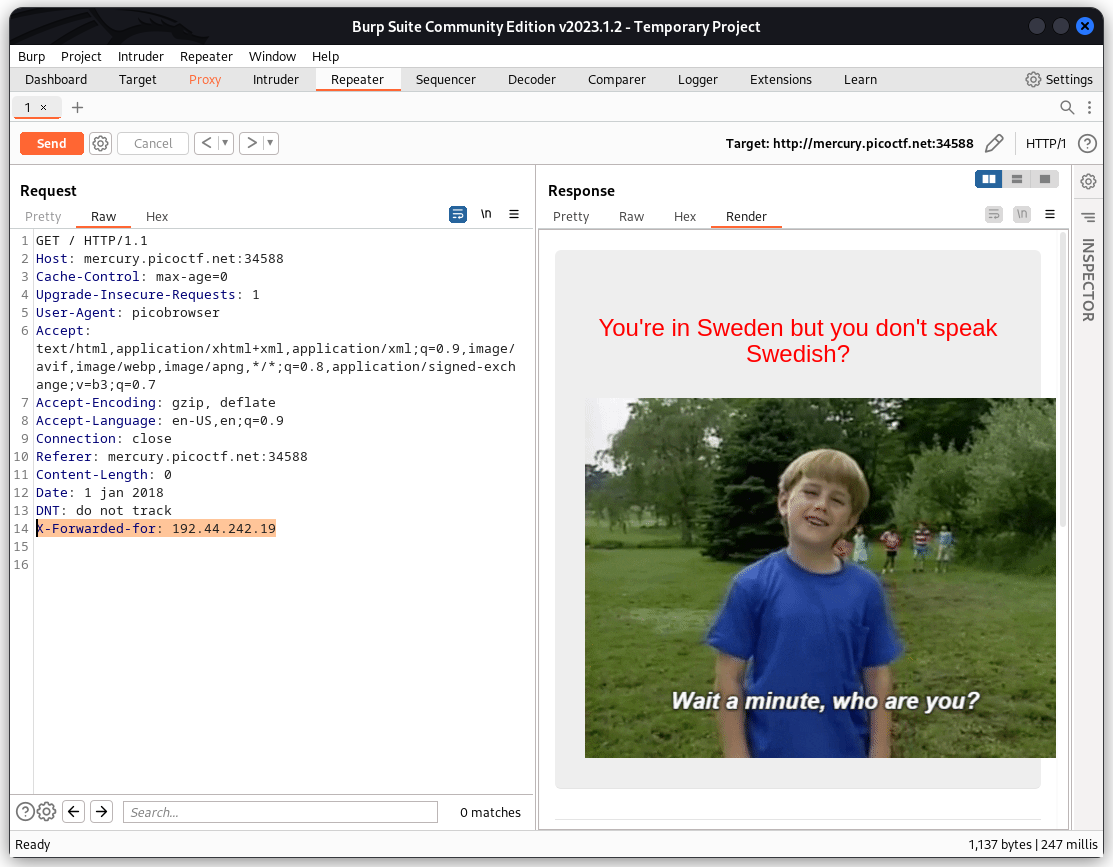 Burp Suite Community Edition v2023.1.2 - Temporary Project
Burp Project Intruder Repeater Window Help
Dashboard Target Proxy Intruder Repeater Sequencer Decoder Comparer Logger Extensions Learn Settings
1 × +
Send Cancel < > Target: http://mercury.picoctf.net:34588 HTTP/1 ?
Request
Pretty Raw Hex \n
1 GET / HTTP/1.1
2 Host: mercury.picoctf.net:34588
3 Cache-Control: max-age=0
4 Upgrade-Insecure-Requests: 1
5 User-Agent: picobrowser
6 Accept:
text/html,application/xhtml+xml,application/xml;q=0.9,image/
avif,image/webp,image/apng,*/*;q=0.8,application/signed-exch
ange;v=b3;q=0.7
7 Accept-Encoding: gzip, deflate
8 Accept-Language: en-US,en;q=0.9
9 Connection: close
10 Referer: mercury.picoctf.net:34588
11 Content-Length: 0
12 Date: 1 jan 2018
13 DNT: do not track
14 X-Forwarded-for: 192.44.242.19
15
16
? Search... 0 matches
Response
Pretty Raw Hex Render \n
You're in Sweden but you don't speak
Swedish?
Wait a minute, who are you?
INSPECTOR
Ready 1,137 bytes | 247 millis